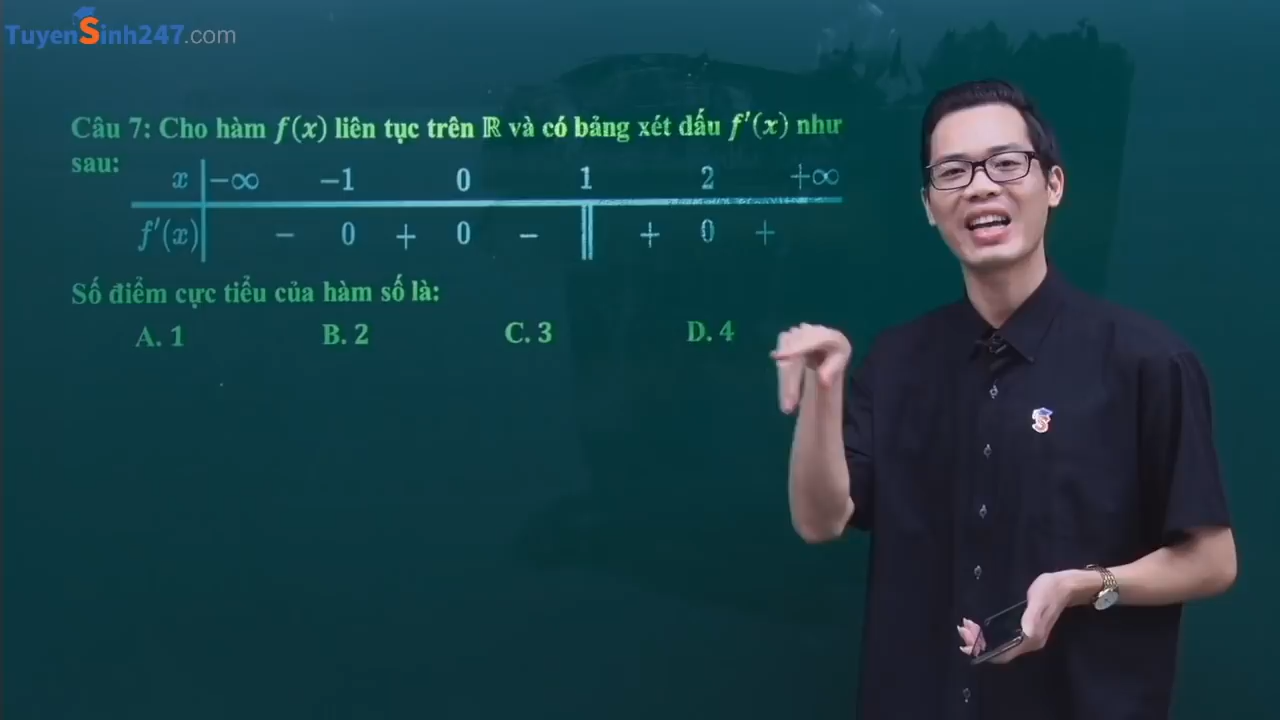 TuyenSinh247.com
Câu 7: Cho hàm f(x) liên tục trên ℝ và có bảng xét dấu f'(x) như
sau:
x −∞ −1 0 1 2 +∞
f'(x) − 0 + 0 − || + 0 +
Số điểm cực tiểu của hàm số là:
A. 1 B. 2 C. 3 D. 4
S